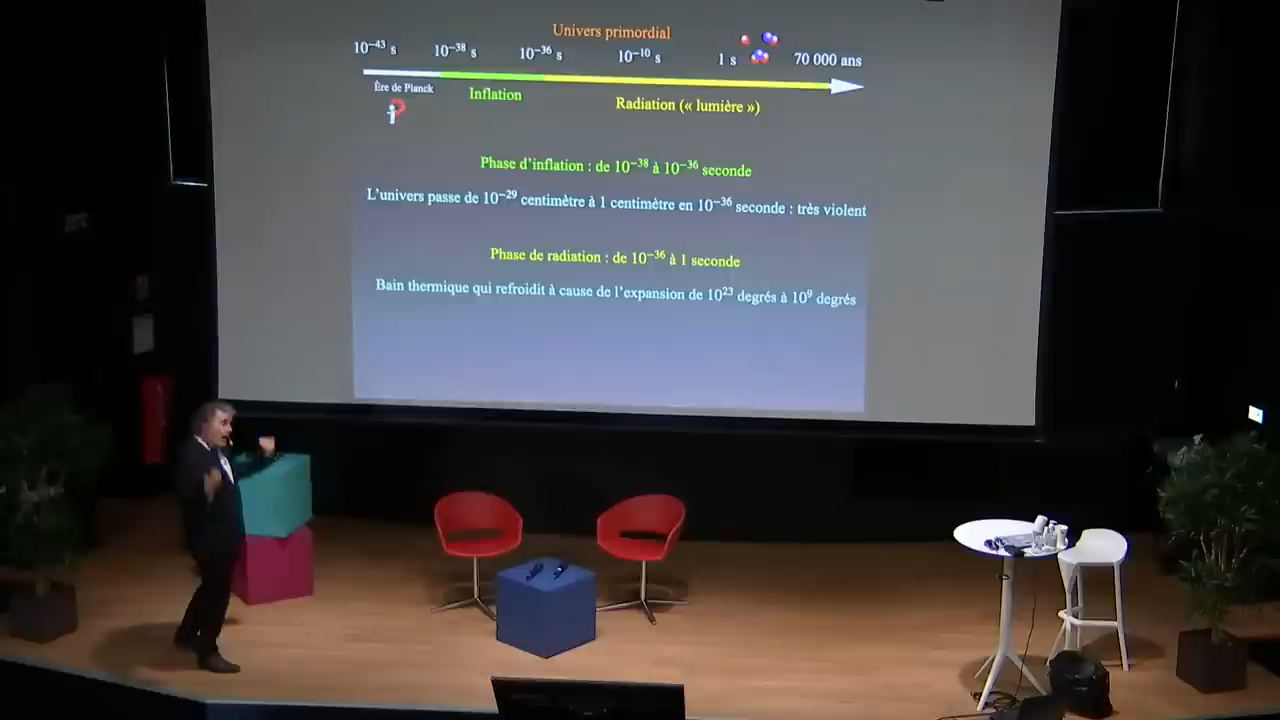 Univers primordial
10⁻⁴³ s 10⁻³⁸ s 10⁻³⁶ s 10⁻¹⁰ s 1 s 70 000 ans
Ère de Planck
Inflation
Radiation (« lumière »)
?
Phase d’inflation : de 10⁻³⁸ à 10⁻³⁶ seconde
L’univers passe de 10⁻²⁹ centimètre à 1 centimètre en 10⁻³⁶ seconde : très violent
Phase de radiation : de 10⁻³⁶ à 1 seconde
Bain thermique qui refroidit à cause de l’expansion de 10²³ degrés à 10⁹ degrés